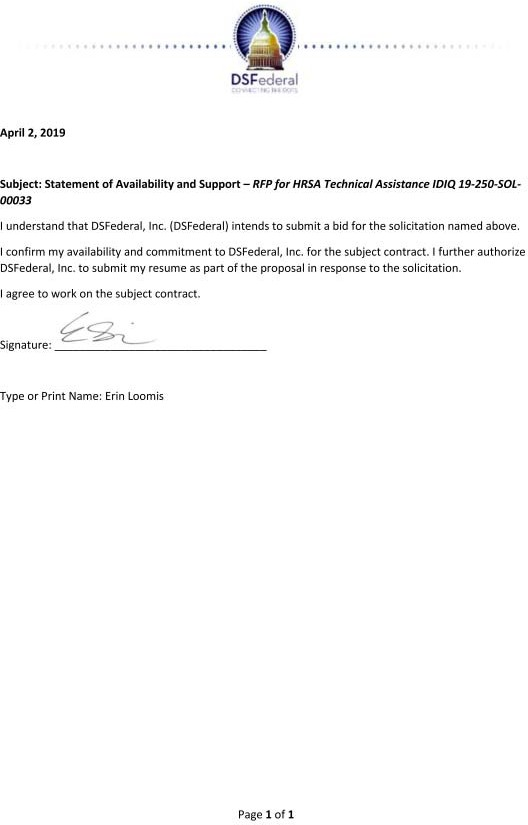 DSFederal
CONNECTING THE DOTS
April 2, 2019
Subject: Statement of Availability and Support – RFP for HRSA Technical Assistance IDIQ 19-250-SOL-
00033
I understand that DSFederal, Inc. (DSFederal) intends to submit a bid for the solicitation named above.
I confirm my availability and commitment to DSFederal, Inc. for the subject contract. I further authorize
DSFederal, Inc. to submit my resume as part of the proposal in response to the solicitation.
I agree to work on the subject contract.
Signature: ___________________________________
Type or Print Name: Erin Loomis
Page 1 of 1